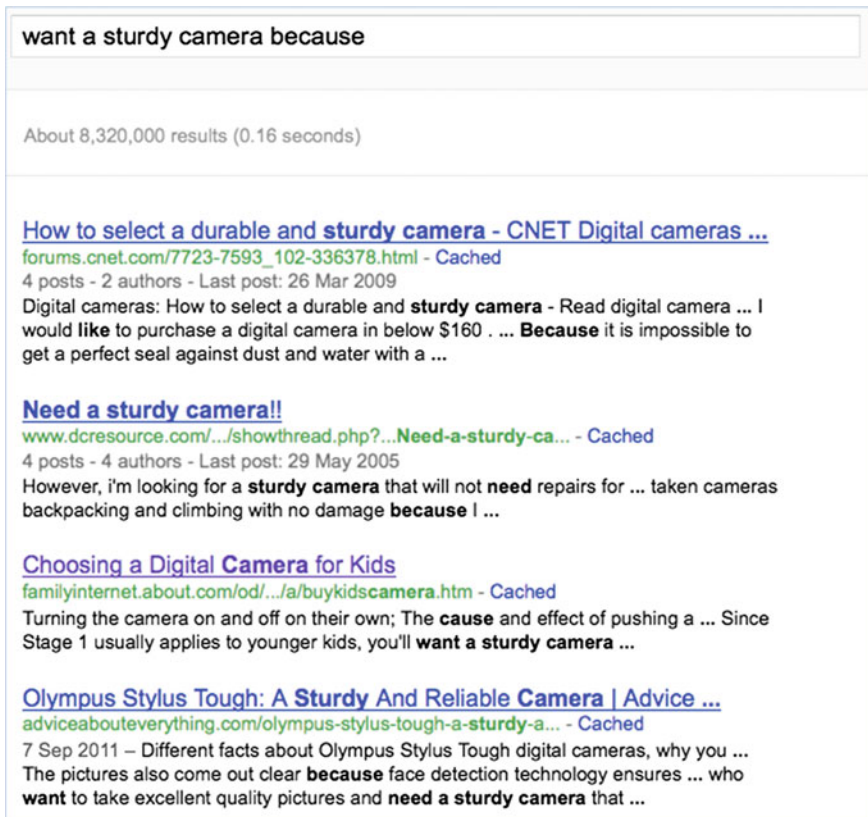 want a sturdy camera because
About 8,320,000 results (0.16 seconds)
How to select a durable and sturdy camera - CNET Digital cameras ...
forums.cnet.com/7723-7593_102-336378.html - Cached
4 posts - 2 authors - Last post: 26 Mar 2009
Digital cameras: How to select a durable and sturdy camera - Read digital camera ... I
would like to purchase a digital camera in below $160 . ... Because it is impossible to
get a perfect seal against dust and water with a ...
Need a sturdy camera!!
www.dcresource.com/.../showthread.php?...Need-a-sturdy-ca... - Cached
4 posts - 4 authors - Last post: 29 May 2005
However, i'm looking for a sturdy camera that will not need repairs for ... taken cameras
backpacking and climbing with no damage because I ...
Choosing a Digital Camera for Kids
familyinternet.about.com/od/.../a/buykidscamera.htm - Cached
Turning the camera on and off on their own; The cause and effect of pushing a ... Since
Stage 1 usually applies to younger kids, you'll want a sturdy camera ...
Olympus Stylus Tough: A Sturdy And Reliable Camera | Advice ...
adviceabouteverything.com/olympus-stylus-tough-a-sturdy-a... - Cached
7 Sep 2011 – Different facts about Olympus Stylus Tough digital cameras, why you ...
The pictures also come out clear because face detection technology ensures ... who
want to take excellent quality pictures and need a sturdy camera that ...